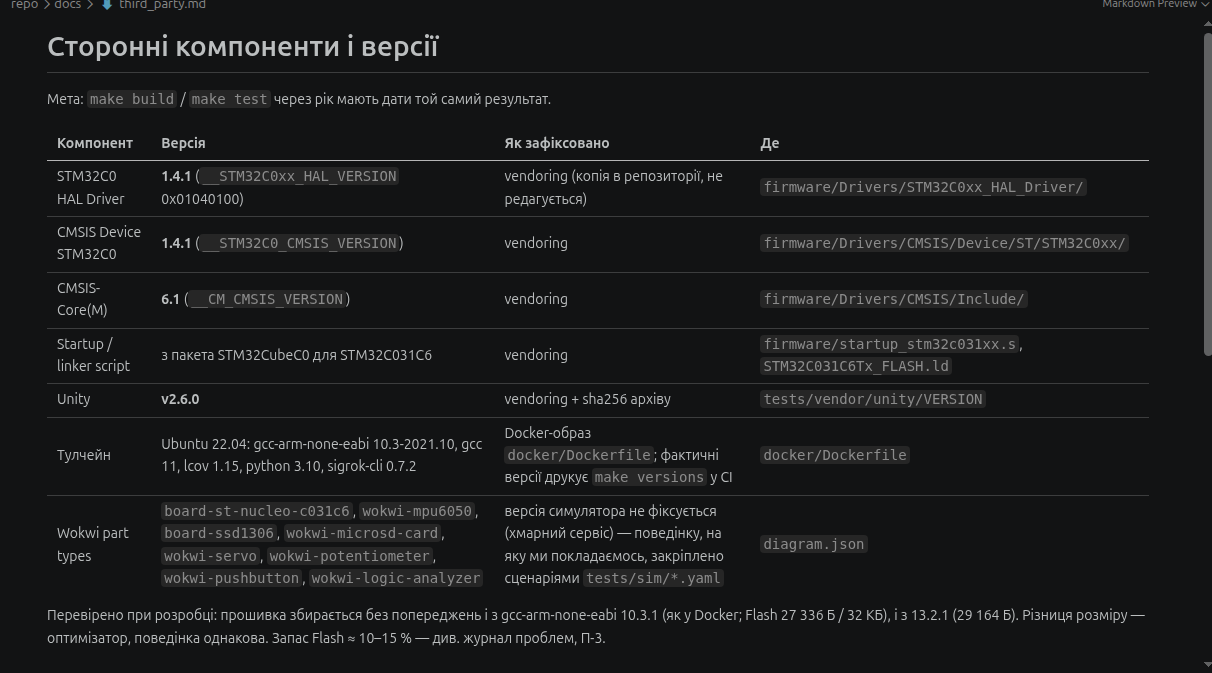 repo > docs > third_party.md
Markdown Preview
Сторонні компоненти і версії
Мета: make build / make test через рік мають дати той самий результат.
Компонент Версія Як зафіксовано Де
STM32C0 HAL Driver 1.4.1 (__STM32C0xx_HAL_VERSION 0x01040100) vendoring (копія в репозиторії, не редагується) firmware/Drivers/STM32C0xx_HAL_Driver/
CMSIS Device STM32C0 1.4.1 (__STM32C0_CMSIS_VERSION) vendoring firmware/Drivers/CMSIS/Device/ST/STM32C0xx/
CMSIS-Core(M) 6.1 (__CM_CMSIS_VERSION) vendoring firmware/Drivers/CMSIS/Include/
Startup / linker script з пакета STM32CubeC0 для STM32C031C6 vendoring firmware/startup_stm32c031xx.s, STM32C031C6Tx_FLASH.ld
Unity v2.6.0 vendoring + sha256 архіву tests/vendor/unity/VERSION
Тулчейн Ubuntu 22.04: gcc-arm-none-eabi 10.3-2021.10, gcc 11, lcov 1.15, python 3.10, sigrok-cli 0.7.2 Docker-образ docker/Dockerfile; фактичні версії друкує make versions у CI docker/Dockerfile
Wokwi part types board-st-nucleo-c031c6, wokwi-mpu6050, board-ssd1306, wokwi-microsd-card, wokwi-servo, wokwi-potentiometer, wokwi-pushbutton, wokwi-logic-analyzer версія симулятора не фіксується (хмарний сервіс) — поведінку, на яку ми покладаємось, закріплено сценаріями tests/sim/*.yaml diagram.json
Перевірено при розробці: прошивка збирається без попереджень і з gcc-arm-none-eabi 10.3.1 (як у Docker; Flash 27 336 Б / 32 КБ), і з 13.2.1 (29 164 Б). Різниця розміру —
оптимізатор, поведінка однакова. Запас Flash ≈ 10–15 % — див. журнал проблем, П-3.